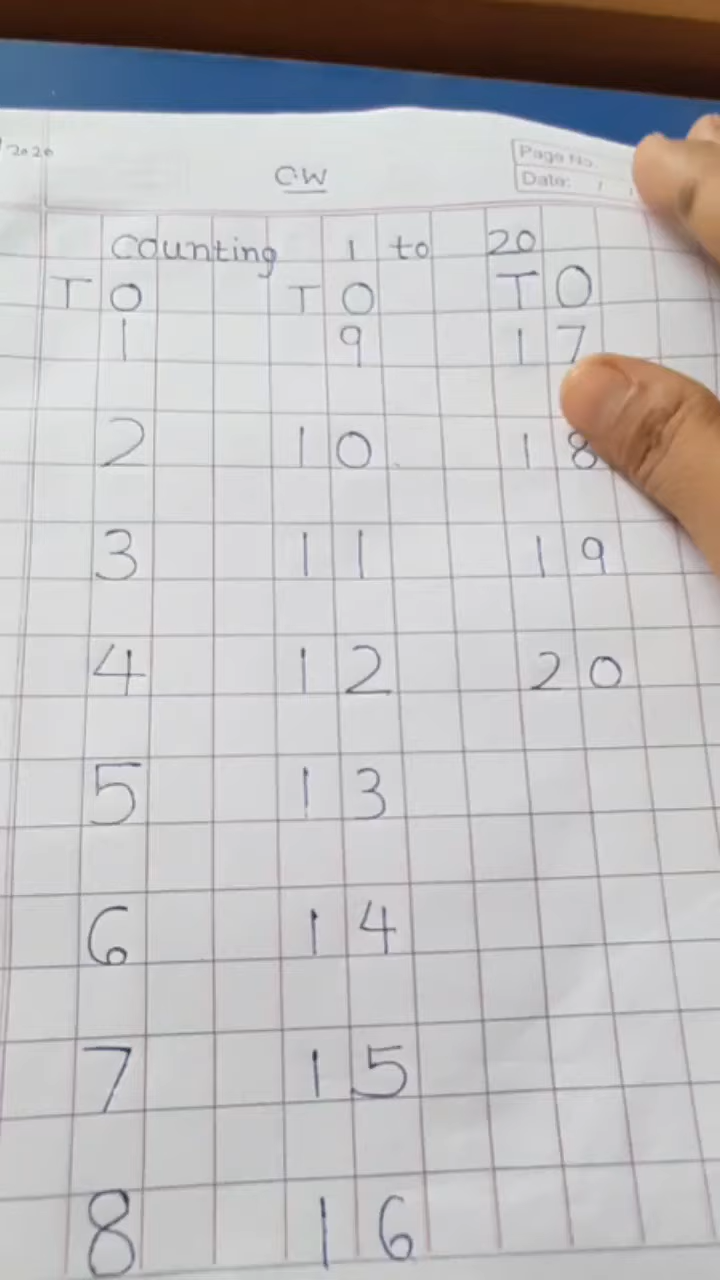 2020
C.W
Page No.
Date: / /
counting 1 to 20
T O T O T O
1 9 17
2 10 18
3 11 19
4 12 20
5 13
6 14
7 15
8 16